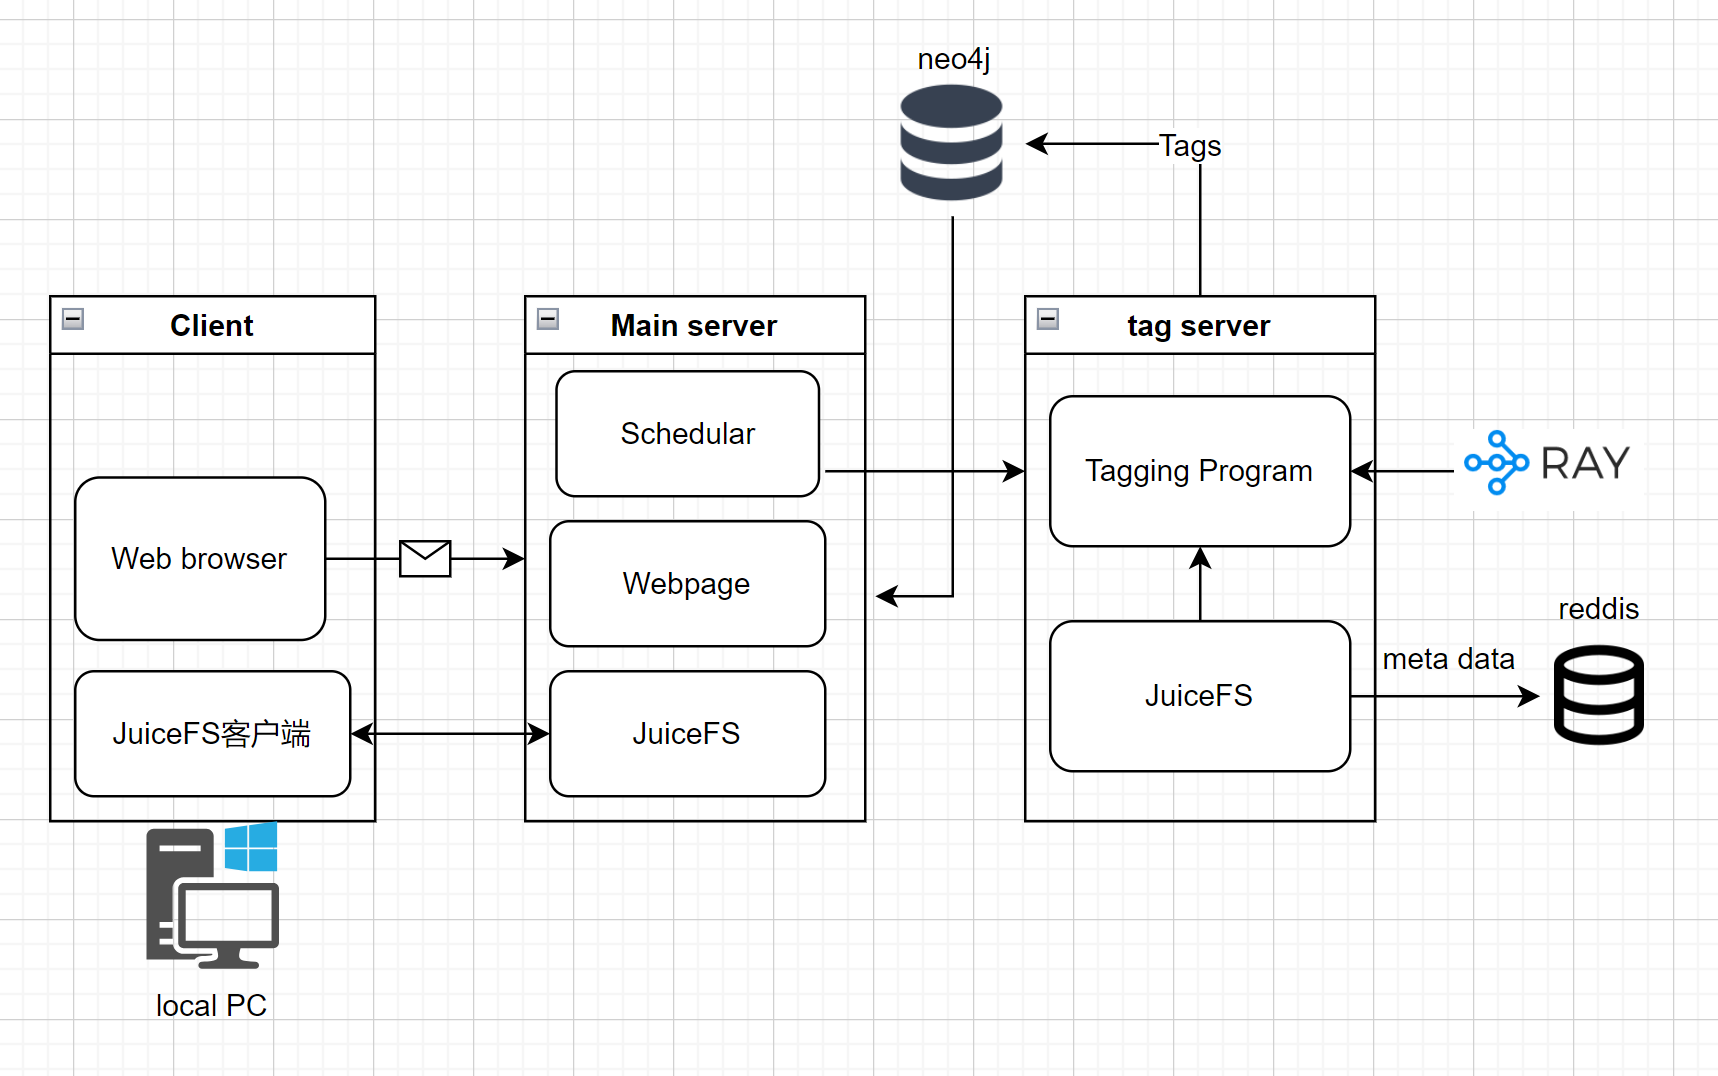 neo4j
Tags
Client
Main server
tag server
Schedular
Tagging Program
RAY
Web browser
Webpage
reddis
meta data
JuiceFS客户端
JuiceFS
JuiceFS
local PC